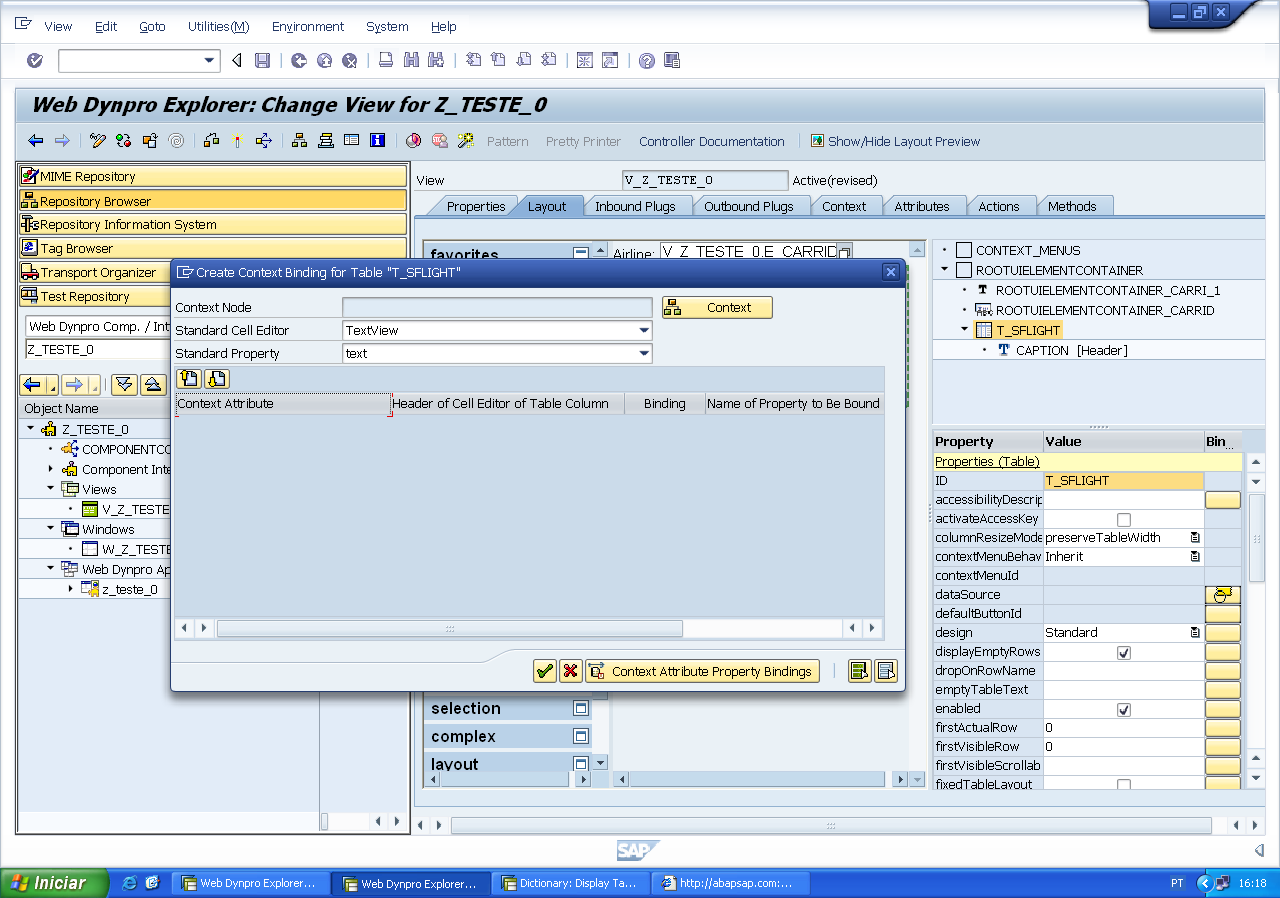 View Edit Goto Utilities(M) Environment System Help
Web Dynpro Explorer: Change View for Z_TESTE_0
Pattern Pretty Printer Controller Documentation Show/Hide Layout Preview
MIME Repository
Repository Browser
Repository Information System
Tag Browser
Transport Organizer
Test Repository
Web Dynpro Comp. / Int
Z_TESTE_0
Object Name
Z_TESTE_0
COMPONENTCO
Component Inte
Views
V_Z_TESTE
Windows
W_Z_TESTE
Web Dynpro Ap
z_teste_0
View V_Z_TESTE_0 Active(revised)
Properties Layout Inbound Plugs Outbound Plugs Context Attributes Actions Methods
favorites
Airline: V_Z_TESTE_0.E_CARRID
selection
complex
layout
Create Context Binding for Table "T_SFLIGHT"
Context Node Context
Standard Cell Editor TextView
Standard Property text
Context Attribute Header of Cell Editor of Table Column Binding Name of Property to Be Bound
Context Attribute Property Bindings
CONTEXT_MENUS
ROOTUIELEMENTCONTAINER
ROOTUIELEMENTCONTAINER_CARRI_1
ROOTUIELEMENTCONTAINER_CARRID
T_SFLIGHT
CAPTION [Header]
Property Value Bin...
Properties (Table)
ID T_SFLIGHT
accessibilityDescrip
activateAccessKey
columnResizeMode preserveTableWidth
contextMenuBehav Inherit
contextMenuId
dataSource
defaultButtonId
design Standard
displayEmptyRows
dropOnRowName
emptyTableText
enabled
firstActualRow 0
firstVisibleRow 0
firstVisibleScrollab
fixedTableLayout
SAP
Iniciar Web Dynpro Explorer... Web Dynpro Explorer... Dictionary: Display Ta... http://abapsap.com:... PT 16:18